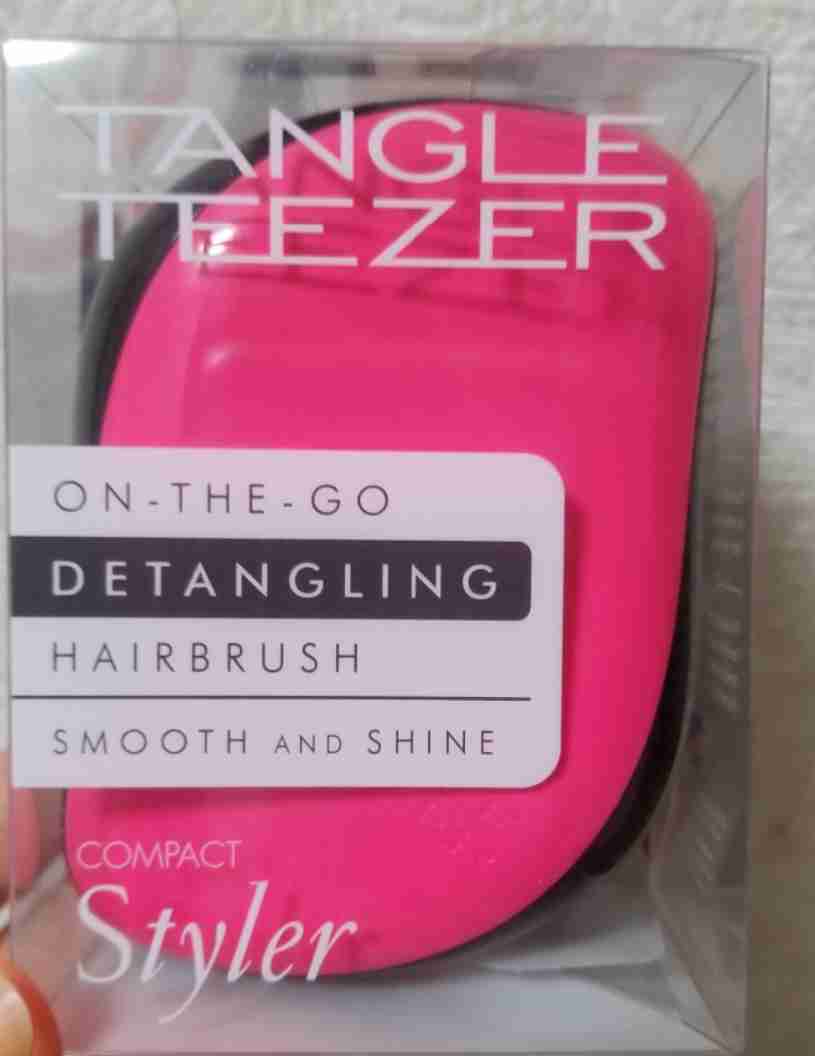 TANGLE
TEEZER
ON-THE-GO
DETANGLING
HAIRBRUSH
SMOOTH AND SHINE
COMPACT
Styler